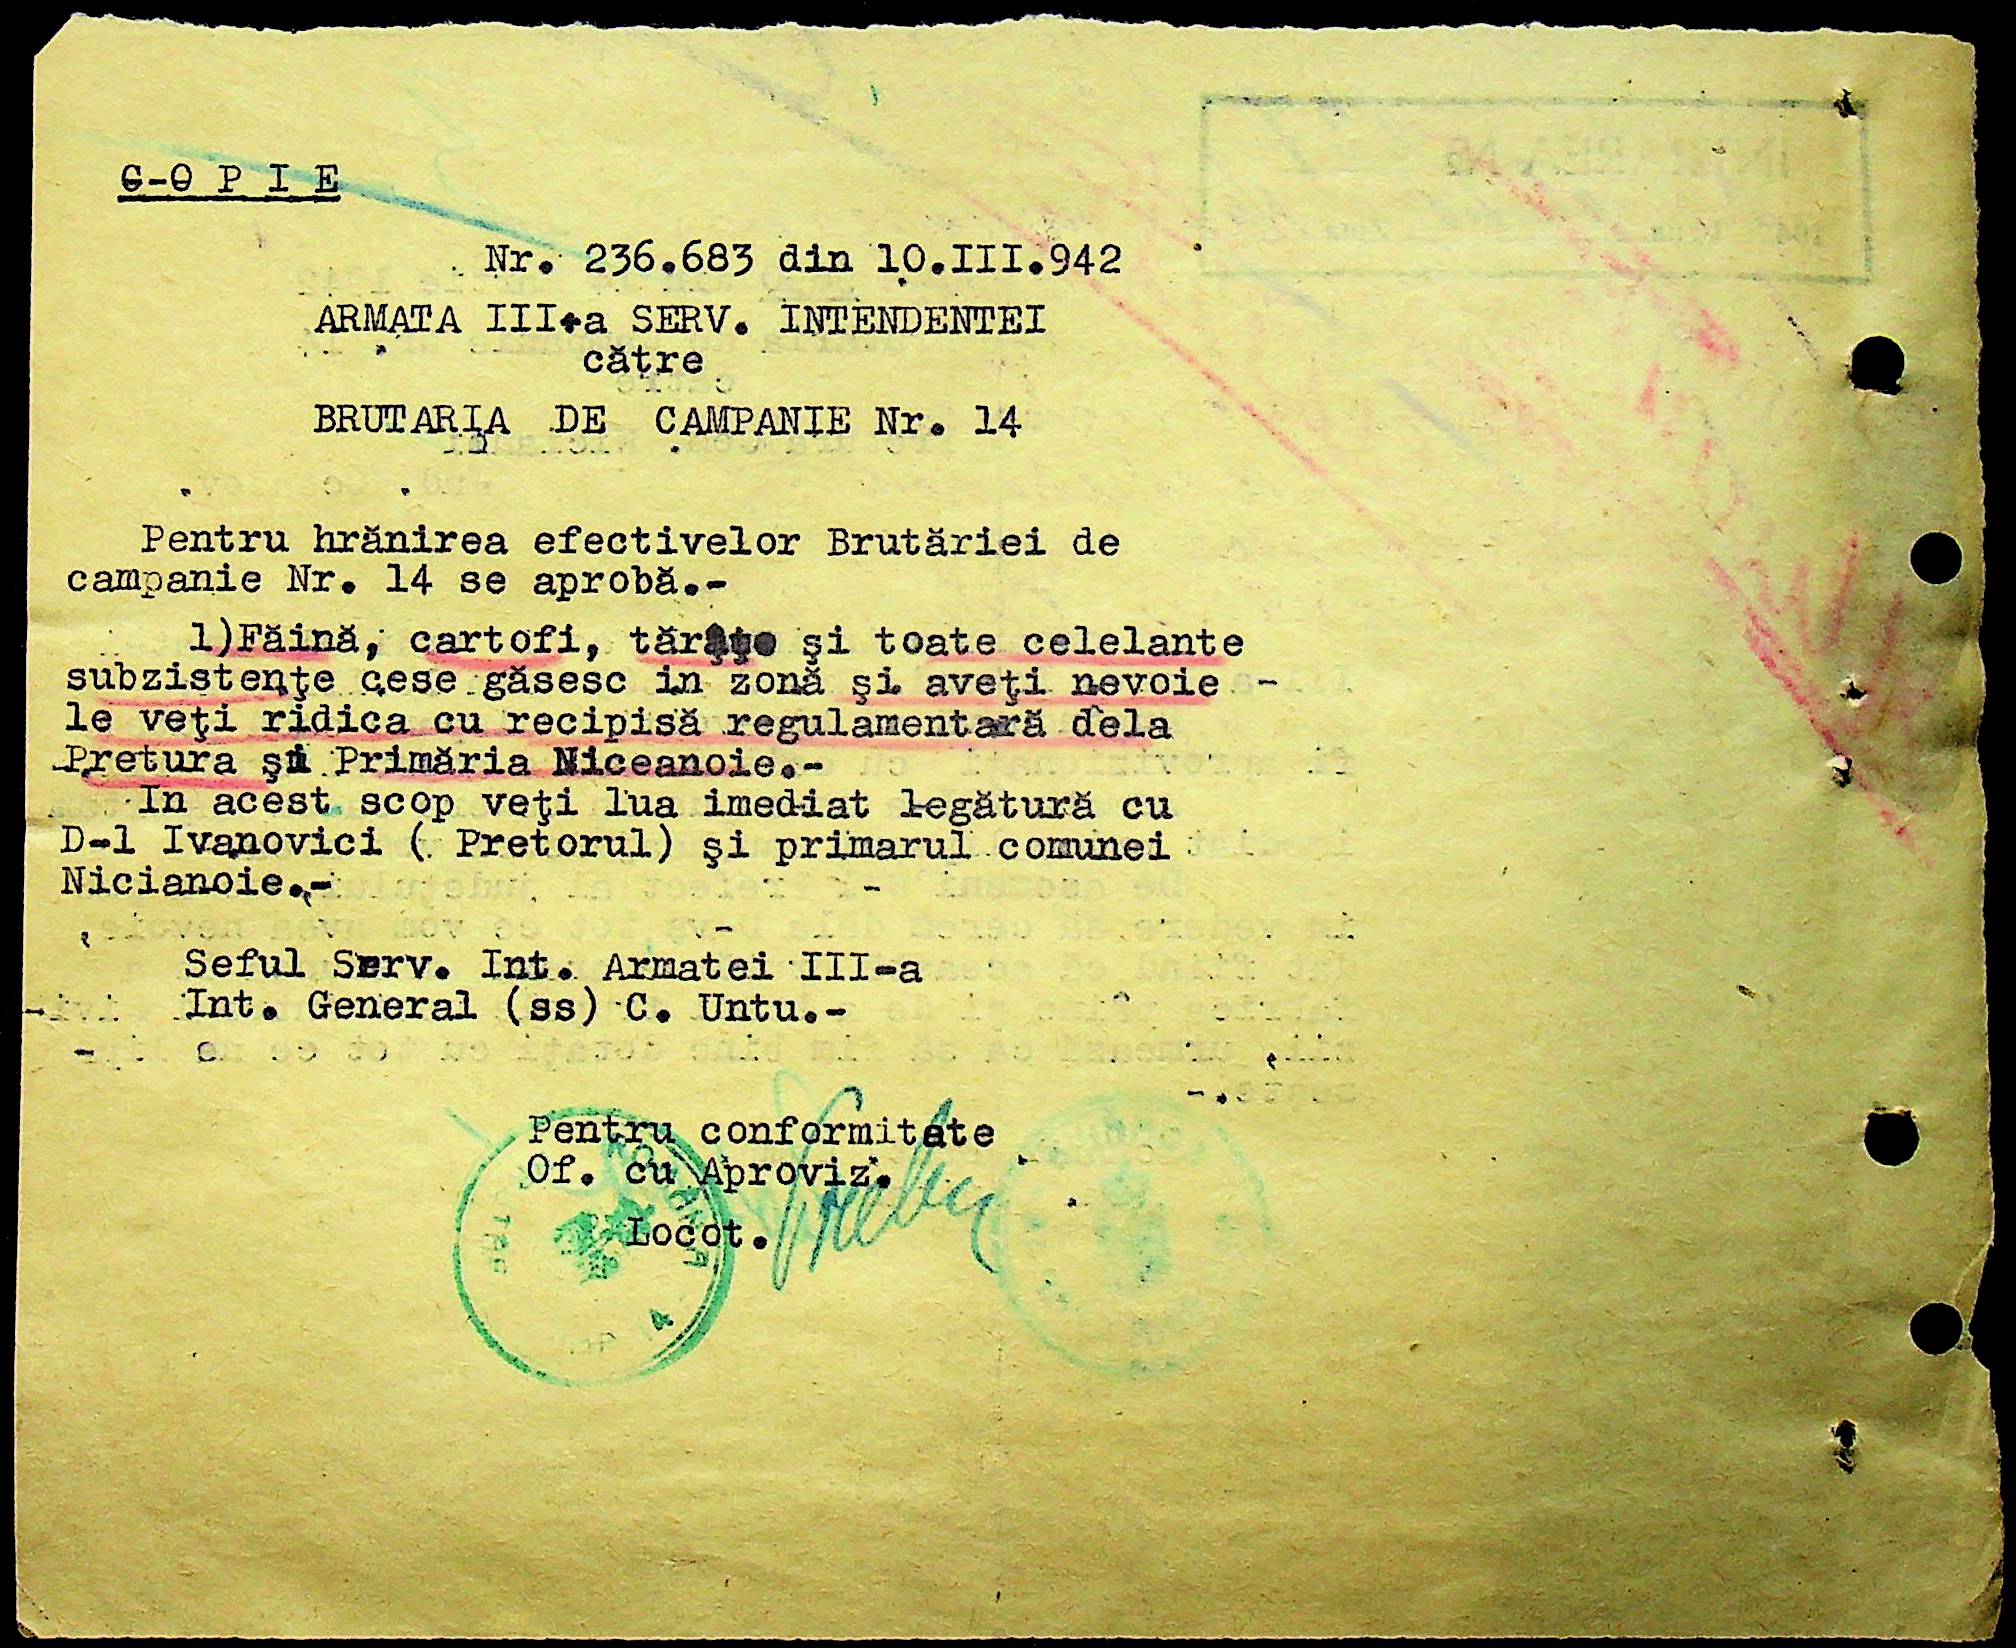 C-O P I E
Nr. 236.683 din 10.III.942
ARMATA III-a SERV. INTENDENTEI
către
BRUTARIA DE CAMPANIE Nr. 14
Pentru hrănirea efectivelor Brutăriei de
campanie Nr. 14 se aprobă.-
1)Făină, cartofi, tărâţe şi toate celelante
subzistenţe cese găsesc in zonă şi aveţi nevoie -
le veţi ridica cu recipisă regulamentară dela
Pretura şi Primăria Niceanoie.-
In acest scop veţi lua imediat legătură cu
D-l Ivanovici ( Pretorul) şi primarul comunei
Nicianoie.-
Seful Serv. Int. Armatei III-a
Int. General (ss) C. Untu.-
Pentru conformitate
Of. cu Aproviz.
Locot.